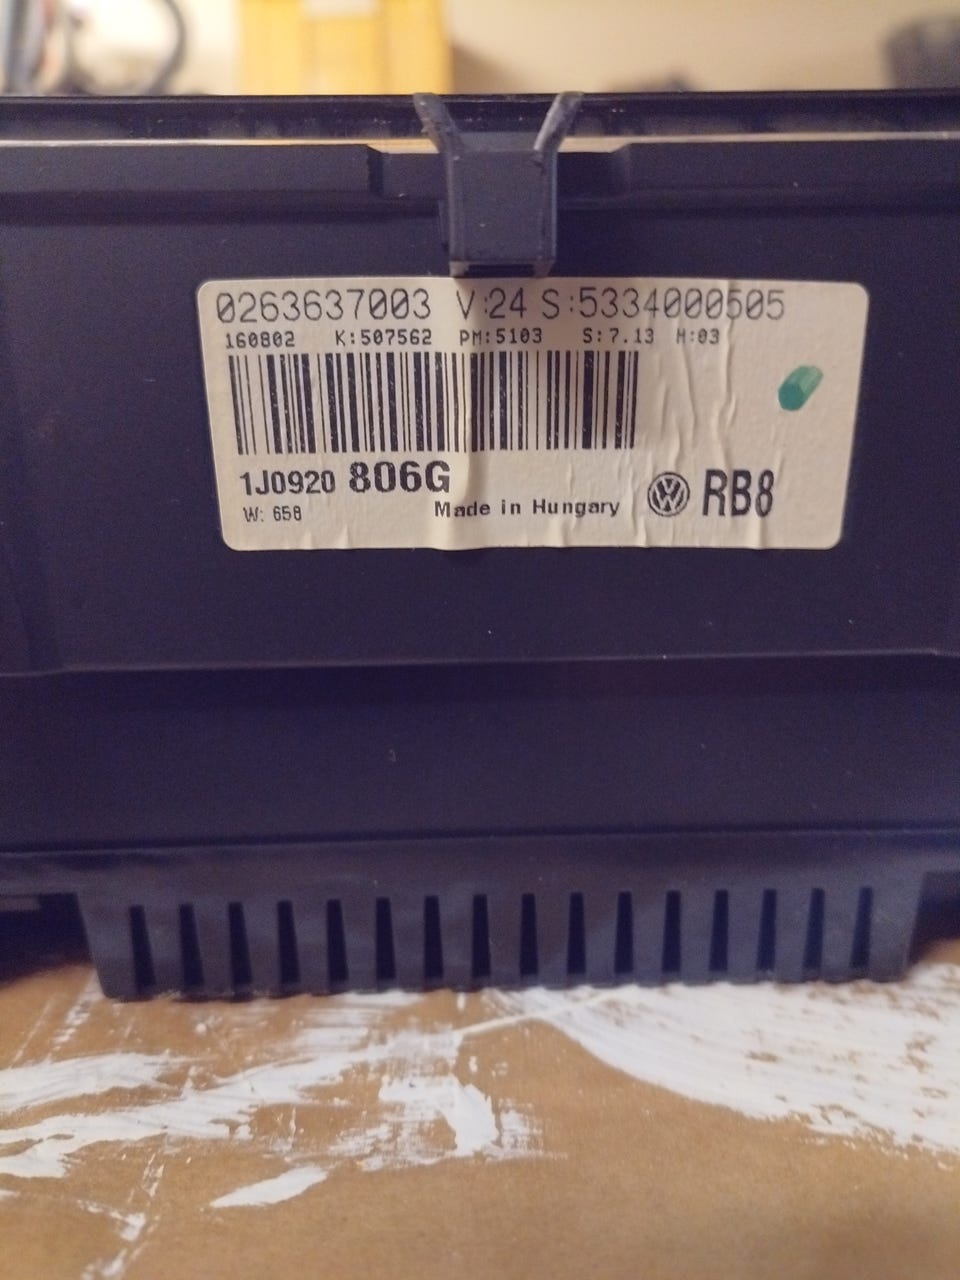 0263637003 V:24 S:5334000505
160802 K:507562 PM:5103 S:7.13 H:03
1J0920 806G
W: 658
Made in Hungary
RB8